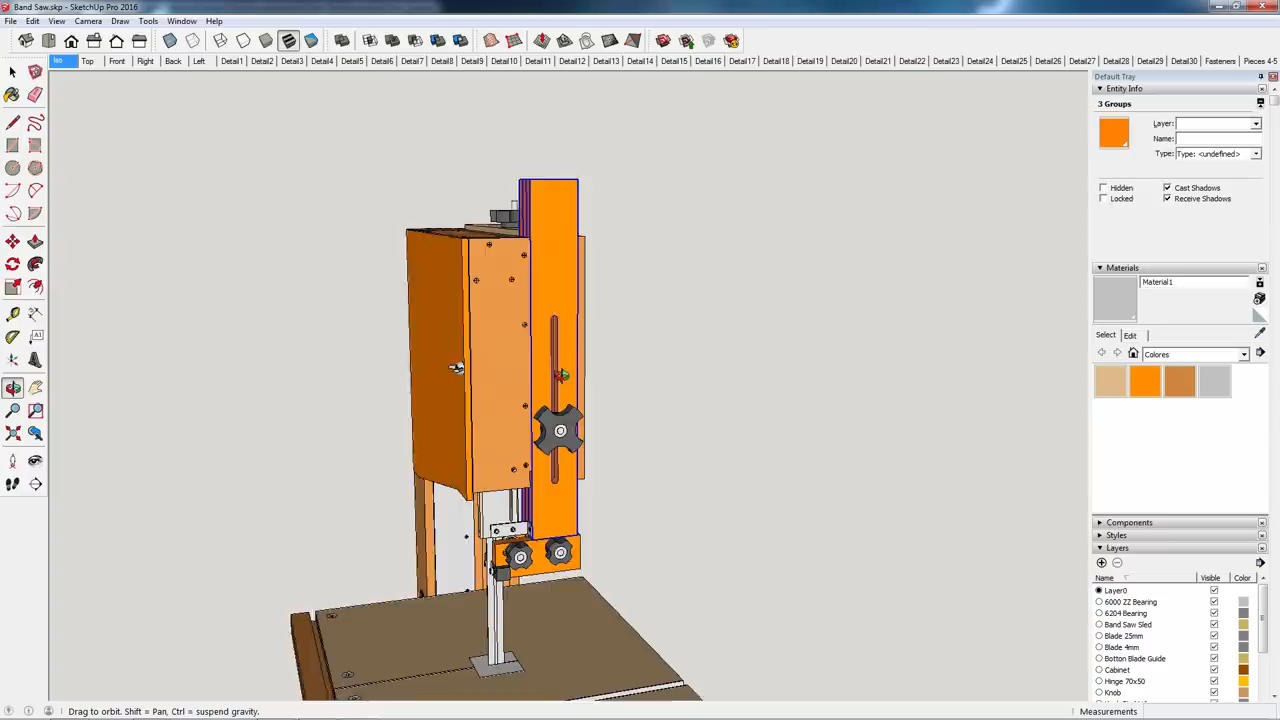 Band Saw.skp - SketchUp Pro 2016
File Edit View Camera Draw Tools Window Help
Iso Top Front Right Back Left Detail1 Detail2 Detail3 Detail4 Detail5 Detail6 Detail7 Detail8 Detail9 Detail10 Detail11 Detail12 Detail13 Detail14 Detail15 Detail16 Detail17 Detail18 Detail19 Detail20 Detail21 Detail22 Detail23 Detail24 Detail25 Detail26 Detail27 Detail28 Detail29 Detail30 Fasteners Pieces 4-5
Default Tray
Entity Info
3 Groups
Layer:
Name:
Type: Type: <undefined>
Hidden Cast Shadows
Locked Receive Shadows
Materials
Material1
Select Edit
Colores
Components
Styles
Layers
Name Visible Color
Layer0
6000 ZZ Bearing
6204 Bearing
Band Saw Sled
Blade 25mm
Blade 4mm
Botton Blade Guide
Cabinet
Hinge 70x50
Knob
Drag to orbit. Shift = Pan, Ctrl = suspend gravity.
Measurements